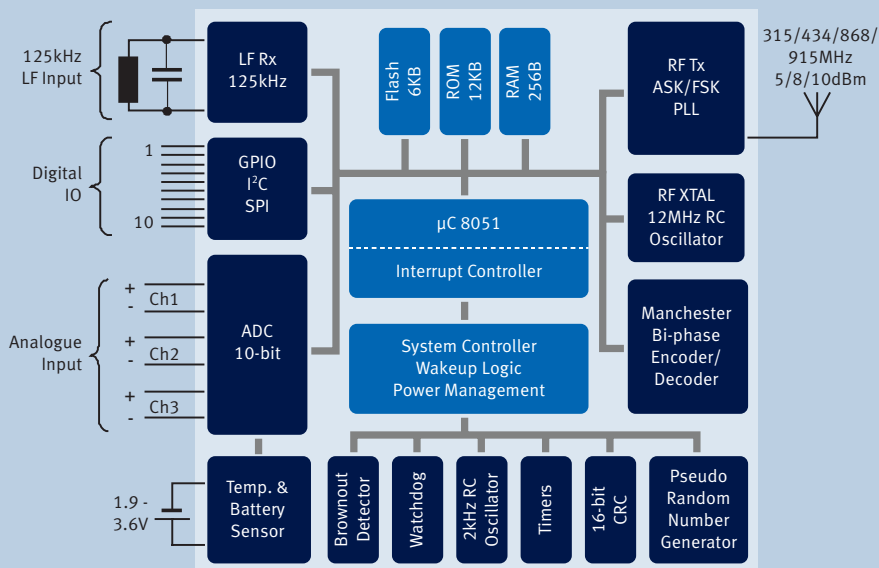 125kHz
LF Input
LF Rx
125kHz
Flash
6KB
ROM
12KB
RAM
256B
RF Tx
ASK/FSK
PLL
315/434/868/
915MHz
5/8/10dBm
Digital
IO
1
10
GPIO
I²C
SPI
µC 8051
Interrupt Controller
RF XTAL
12MHz RC
Oscillator
Analogue
Input
+
-
Ch1
+
-
Ch2
+
-
Ch3
ADC
10-bit
System Controller
Wakeup Logic
Power Management
Manchester
Bi-phase
Encoder/
Decoder
1.9 -
3.6V
Temp. &
Battery
Sensor
Brownout
Detector
Watchdog
2kHz RC
Oscillator
Timers
16-bit
CRC
Pseudo
Random
Number
Generator